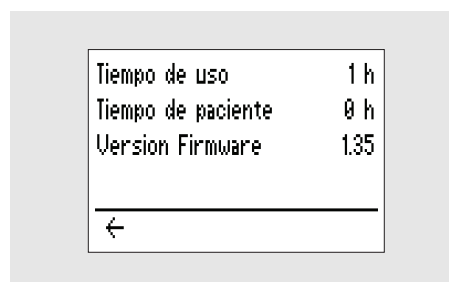 Tiempo de uso 1 h
Tiempo de paciente 0 h
Version Firmware 1.35
←